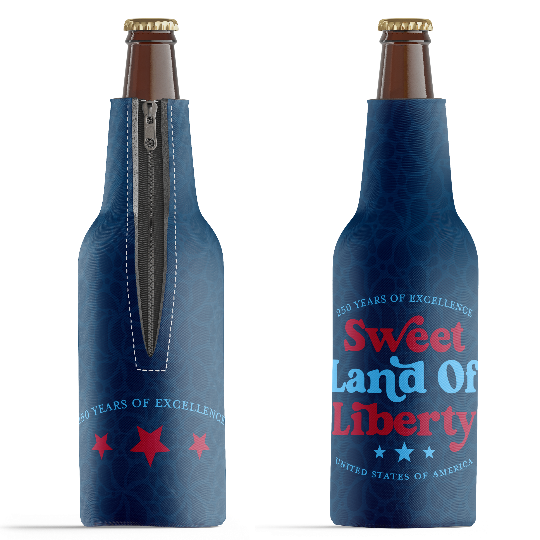 250 YEARS OF EXCELLENCE
250 YEARS OF EXCELLENCE
Sweet
Land Of
Liberty
UNITED STATES OF AMERICA